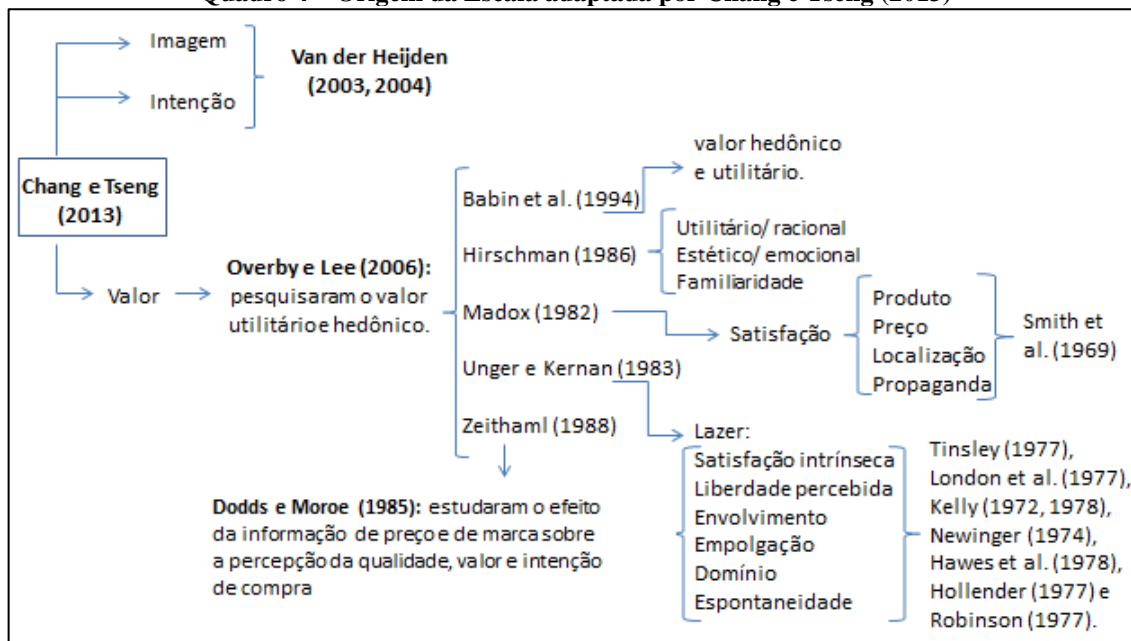 Imagem
Intenção
Van der Heijden
(2003, 2004)
Chang e Tseng
(2013)
Valor
Overby e Lee (2006):
pesquisaram o valor
utilitário e hedônico.
Babin et al. (1994)
valor hedônico
e utilitário.
Hirschman (1986)
Utilitário/ racional
Estético/ emocional
Familiaridade
Madox (1982)
Satisfação
Produto
Preço
Localização
Propaganda
Smith et
al. (1969)
Unger e Kernan (1983)
Lazer:
Satisfação intrínseca
Liberdade percebida
Envolvimento
Empolgação
Domínio
Espontaneidade
Tinsley (1977),
London et al. (1977),
Kelly (1972, 1978),
Newinger (1974),
Hawes et al. (1978),
Hollender (1977) e
Robinson (1977).
Zeithaml (1988)
Dodds e Moroe (1985): estudaram o efeito
da informação de preço e de marca sobre
a percepção da qualidade, valor e intenção
de compra